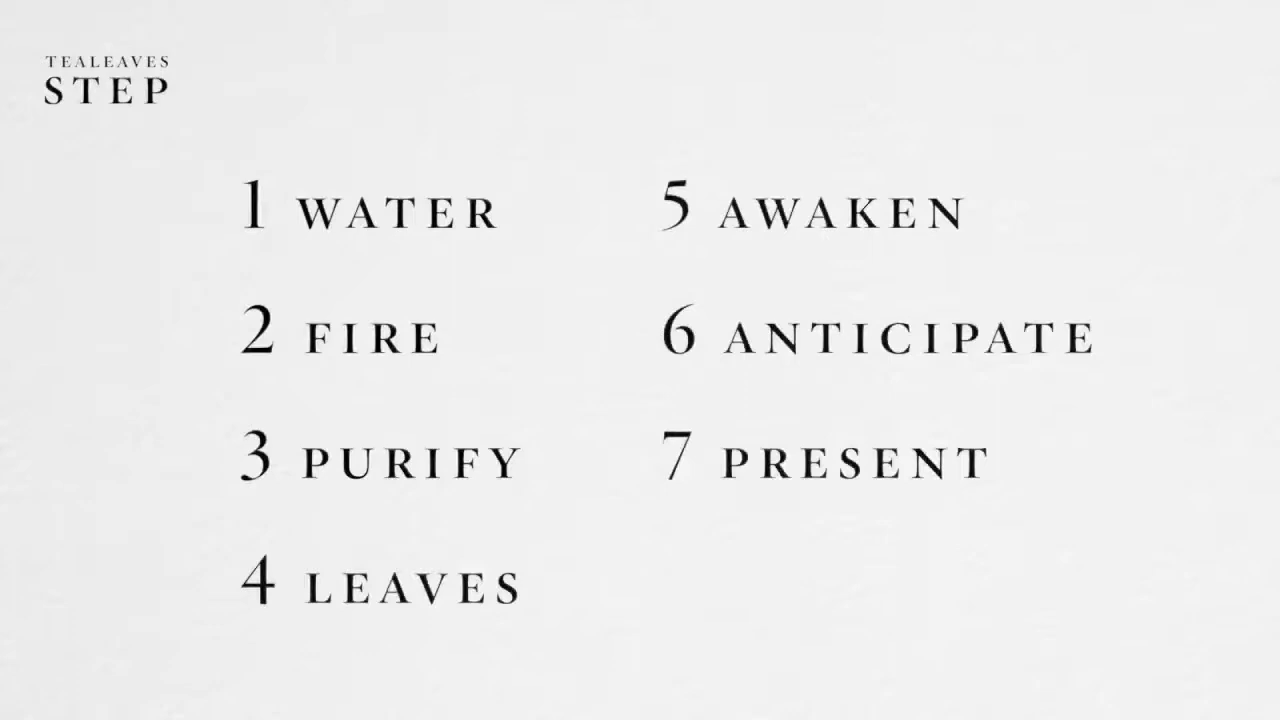 TEALEAVES
STEP
1 WATER
2 FIRE
3 PURIFY
4 LEAVES
5 AWAKEN
6 ANTICIPATE
7 PRESENT